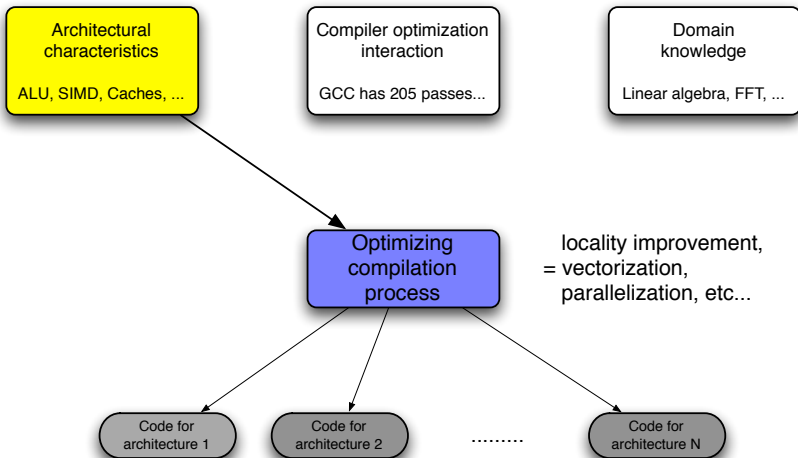 Architectural
characteristics
ALU, SIMD, Caches, ...
Compiler optimization
interaction
GCC has 205 passes...
Domain
knowledge
Linear algebra, FFT, ...
Optimizing
compilation
process
locality improvement,
= vectorization,
parallelization, etc...
Code for
architecture 1
Code for
architecture 2
.........
Code for
architecture N